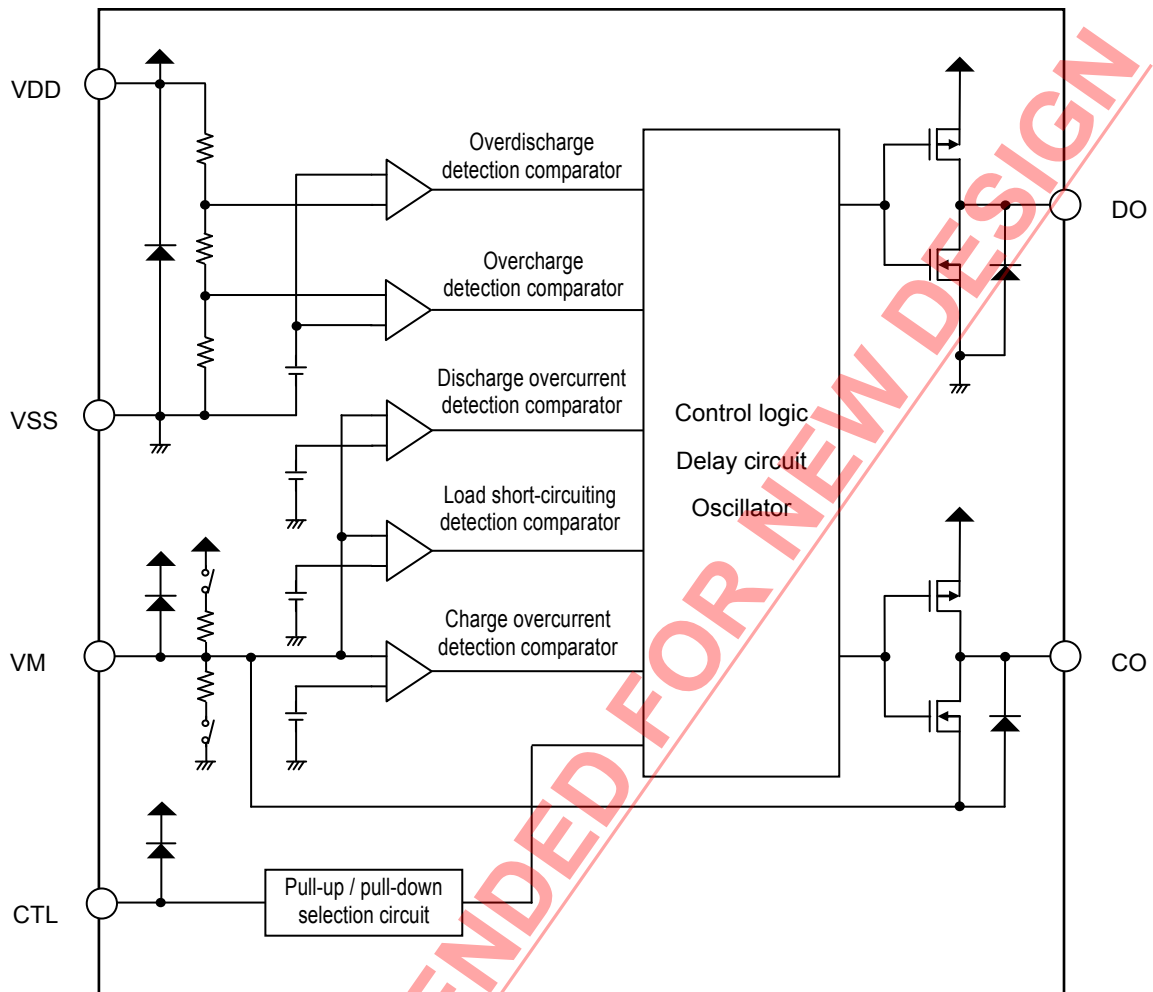 VDD
Overdischarge
detection comparator
DO
Overcharge
detection comparator
VSS
Discharge overcurrent
detection comparator
Control logic
Delay circuit
Oscillator
Load short-circuiting
detection comparator
VM
Charge overcurrent
detection comparator
CO
CTL
Pull-up / pull-down
selection circuit
ENDED FOR NEW DESIGN